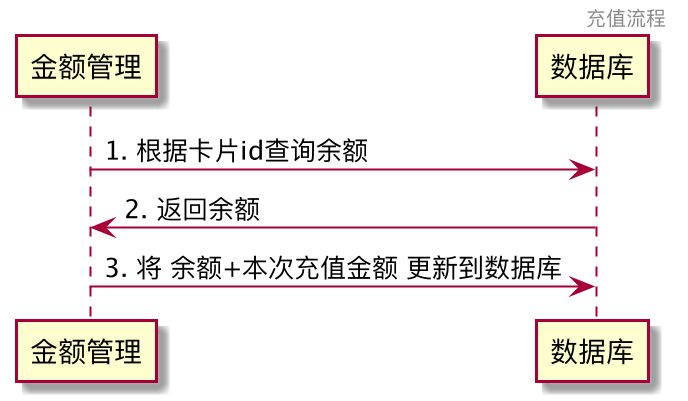 充值流程
金额管理
数据库
1. 根据卡片id查询余额
2. 返回余额
3. 将 余额+本次充值金额 更新到数据库
金额管理
数据库